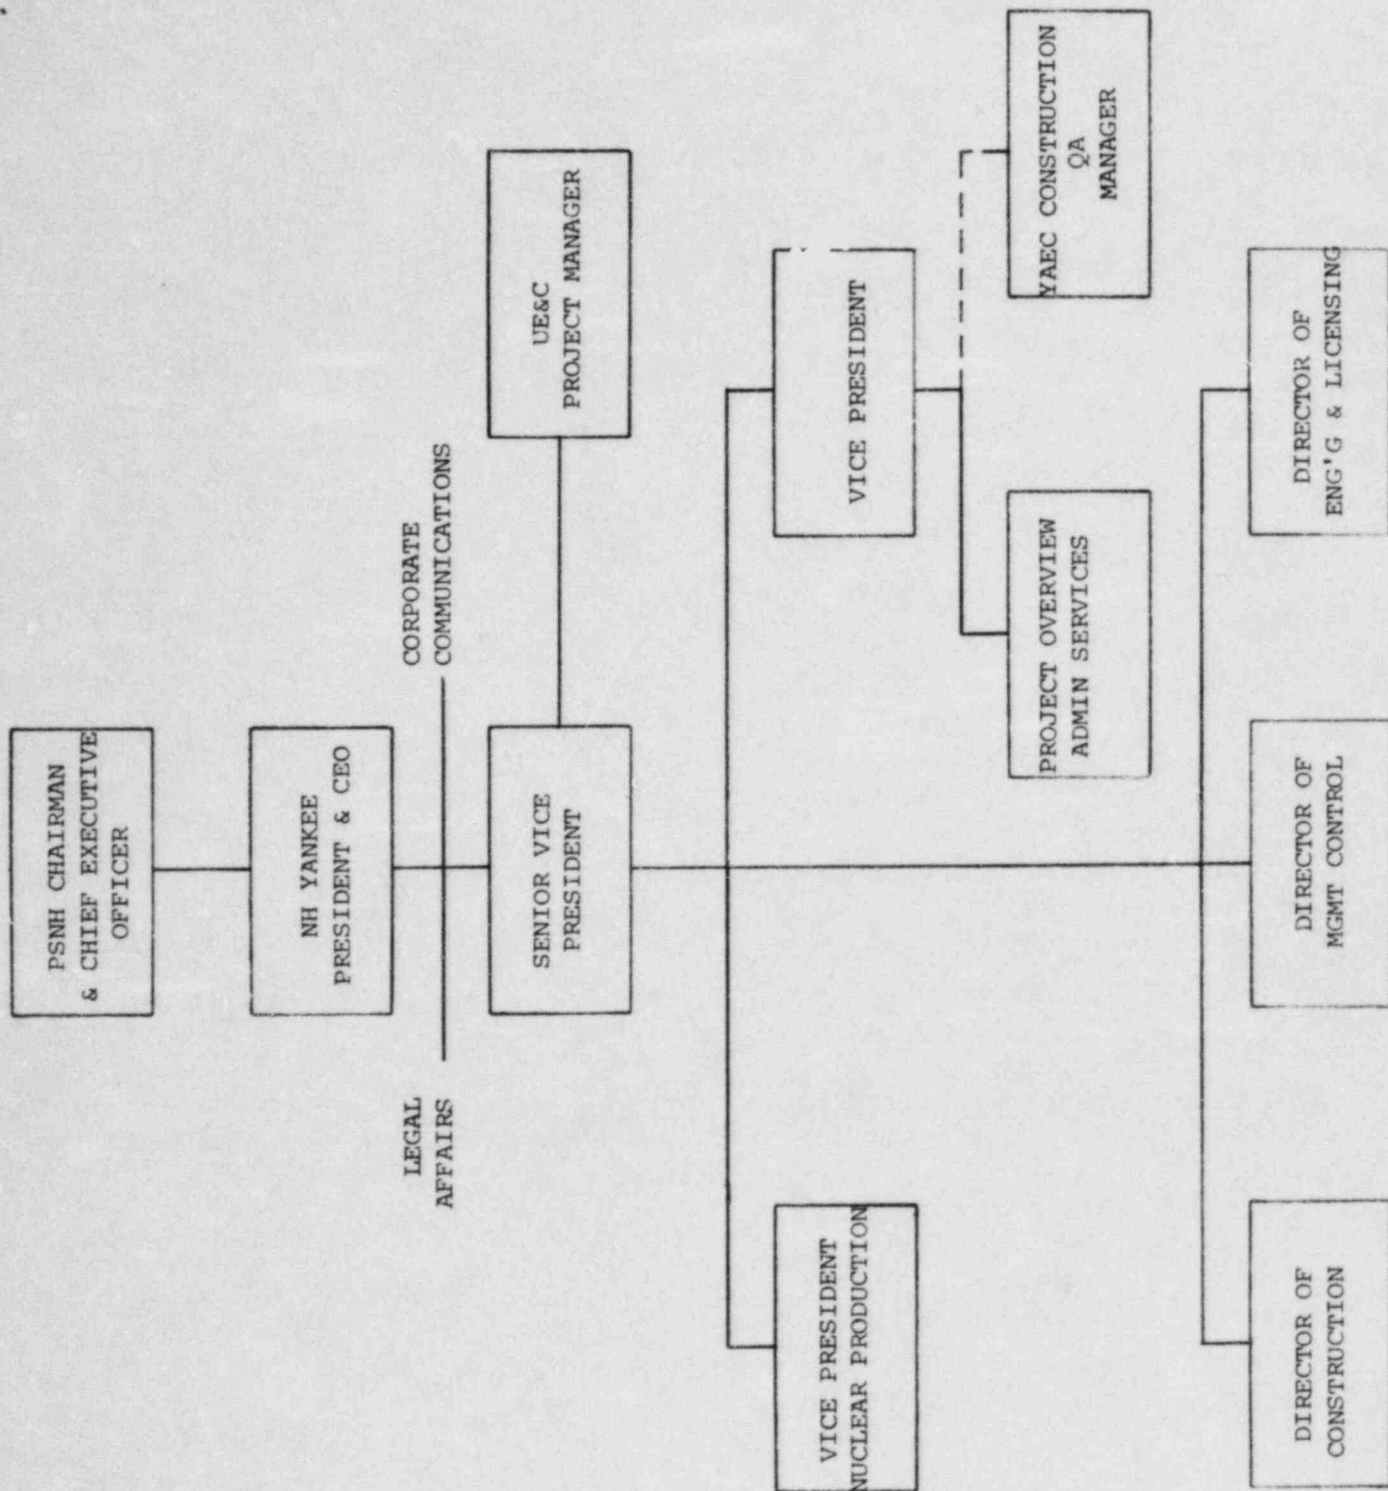 PSNH CHAIRMAN
& CHIEF EXECUTIVE
OFFICER
NH YANKEE
PRESIDENT & CEO
LEGAL
AFFAIRS
CORPORATE
COMMUNICATIONS
SENIOR VICE
PRESIDENT
UE&C
PROJECT MANAGER
VICE PRESIDENT
NUCLEAR PRODUCTION
VICE PRESIDENT
PROJECT OVERVIEW
ADMIN SERVICES
YAEC CONSTRUCTION
QA
MANAGER
DIRECTOR OF
CONSTRUCTION
DIRECTOR OF
MGMT CONTROL
DIRECTOR OF
ENG'G & LICENSING